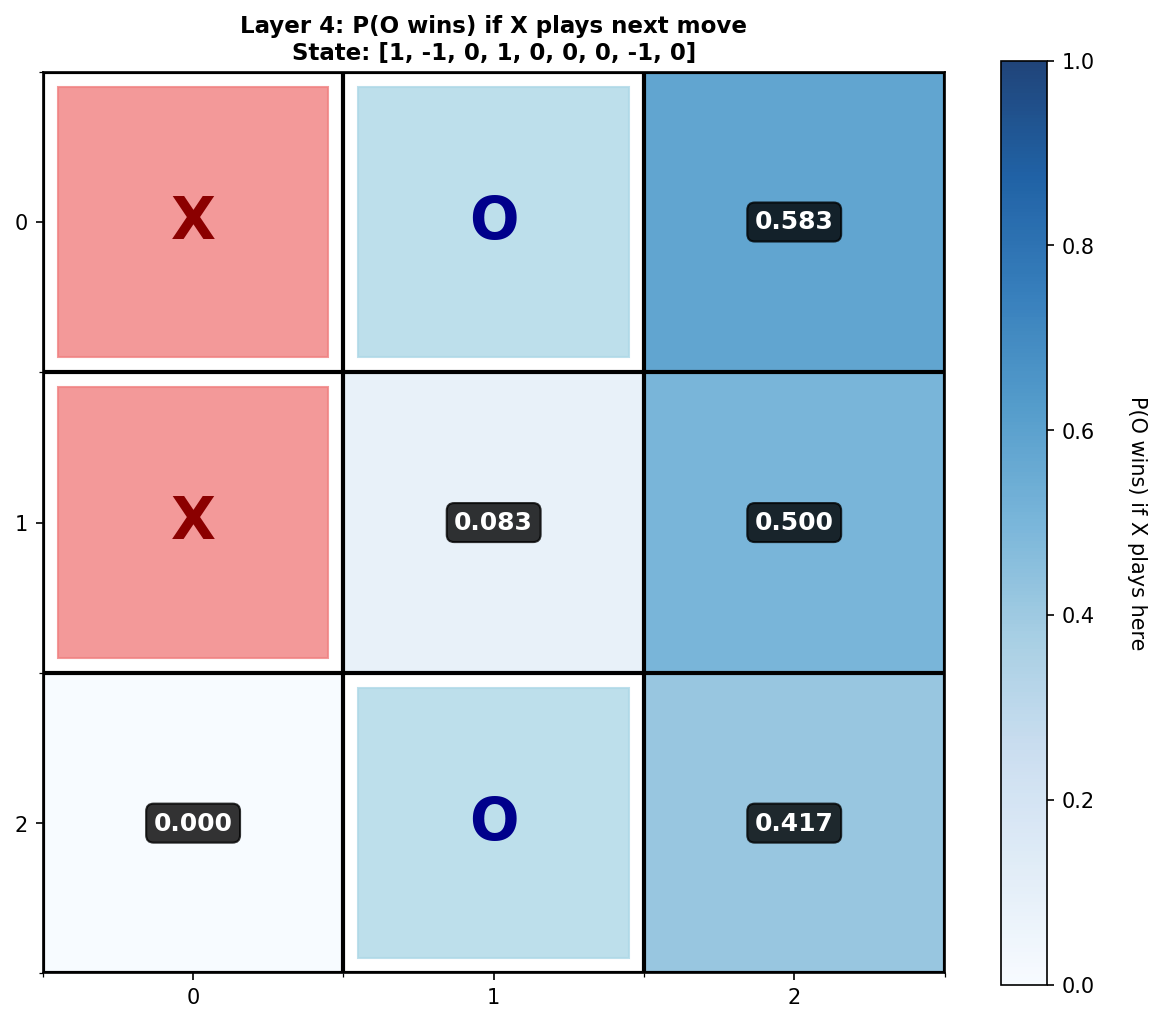 Layer 4: P(O wins) if X plays next move
State: [1, -1, 0, 1, 0, 0, 0, -1, 0]
0
X
O
0.583
1
X
0.083
0.500
2
0.000
O
0.417
0
1
2
1.0
0.8
0.6
0.4
0.2
0.0
P(O wins) if X plays here